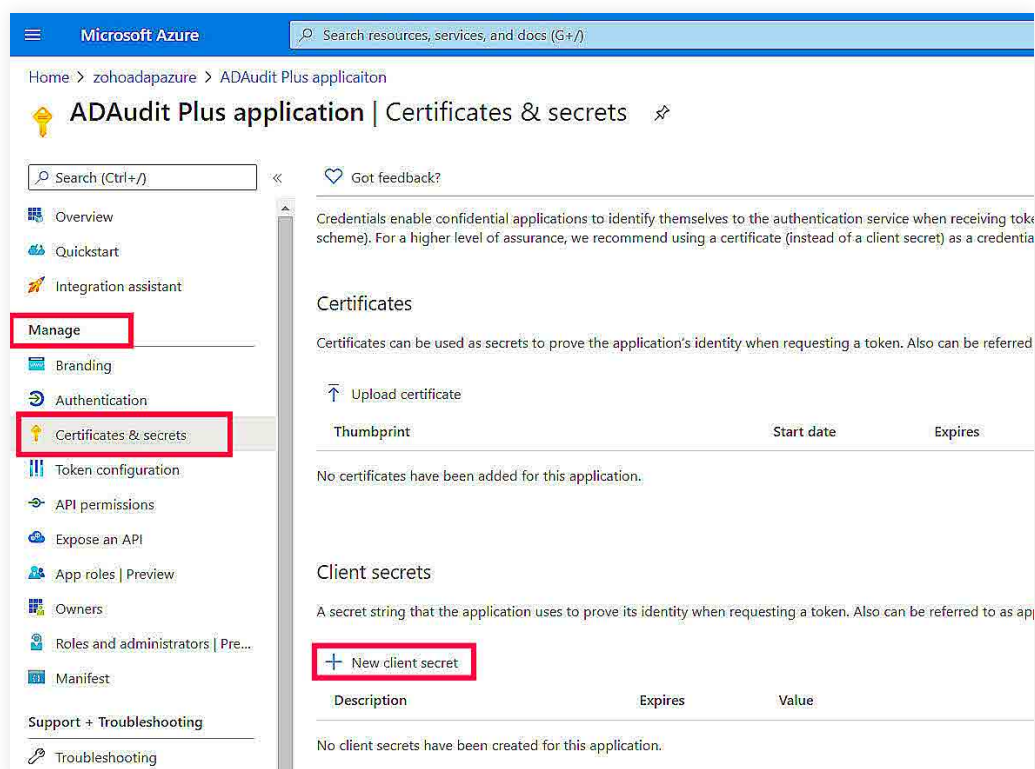 Microsoft Azure
Search resources, services, and docs (G+/)
Home > zohoadapazure > ADAudit Plus applicaiton
ADAudit Plus application | Certificates & secrets
Search (Ctrl+/)
«
Got feedback?
Overview
Quickstart
Integration assistant
Manage
Branding
Authentication
Certificates & secrets
Token configuration
API permissions
Expose an API
App roles | Preview
Owners
Roles and administrators | Pre...
Manifest
Support + Troubleshooting
Troubleshooting
Credentials enable confidential applications to identify themselves to the authentication service when receiving toke
scheme). For a higher level of assurance, we recommend using a certificate (instead of a client secret) as a credentia
Certificates
Certificates can be used as secrets to prove the application's identity when requesting a token. Also can be referred
Upload certificate
Thumbprint Start date Expires
No certificates have been added for this application.
Client secrets
A secret string that the application uses to prove its identity when requesting a token. Also can be referred to as app
New client secret
Description Expires Value
No client secrets have been created for this application.